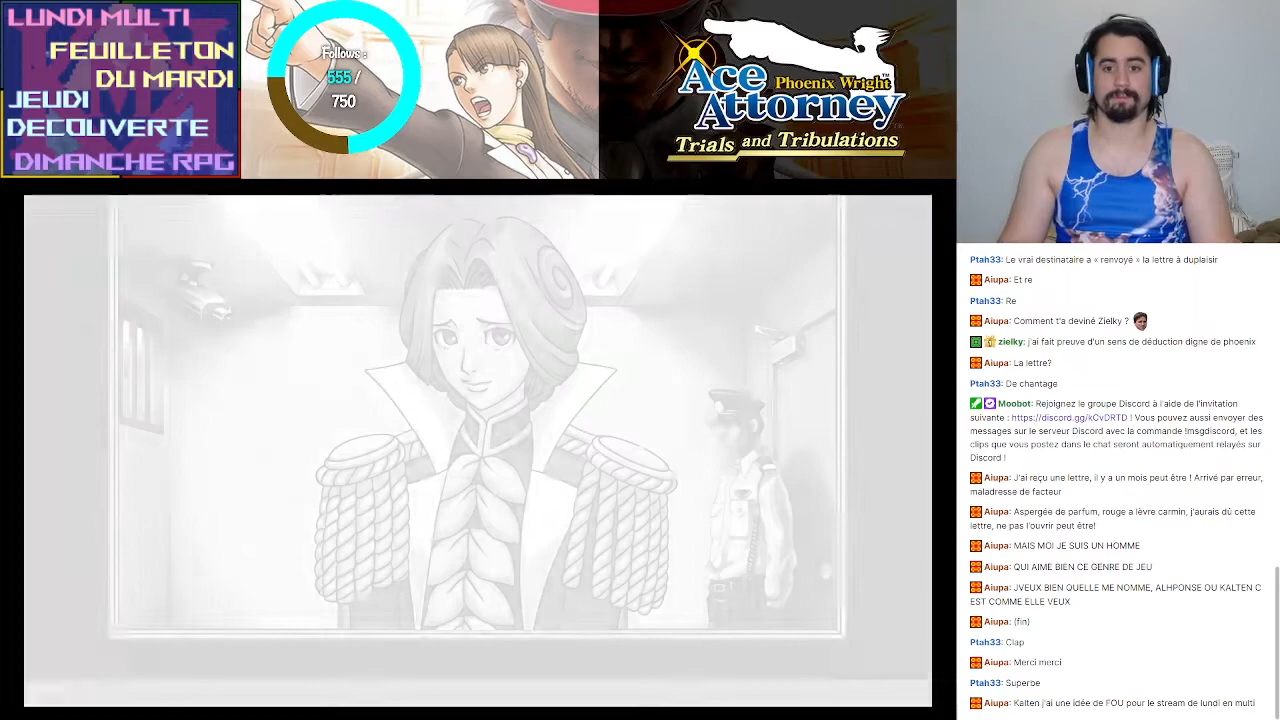 LUNDI MULTI
FEUILLETON
DU MARDI
JEUDI
DECOUVERTE
DIMANCHE RPG
Follows :
555 /
750
Phoenix Wright
Ace
Attorney
Trials and Tribulations
Ptah33: Le vrai destinataire a « renvoyé » la lettre à duplaisir
Aiupa: Et re
Ptah33: Re
Aiupa: Comment t'a deviné Zielky ?
zielky: j'ai fait preuve d'un sens de déduction digne de phoenix
Aiupa: La lettre?
Ptah33: De chantage
Moobot: Rejoignez le groupe Discord à l'aide de l'invitation
suivante : https://discord.gg/kCvDRTD ! Vous pouvez aussi envoyer des
messages sur le serveur Discord avec la commande !msgdiscord, et les
clips que vous postez dans le chat seront automatiquement relayés sur
Discord !
Aiupa: J'ai reçu une lettre, il y a un mois peut être ! Arrivé par erreur,
maladresse de facteur
Aiupa: Aspergée de parfum, rouge a lèvre carmin, j'aurais dû cette
lettre, ne pas l'ouvrir peut être!
Aiupa: MAIS MOI JE SUIS UN HOMME
Aiupa: QUI AIME BIEN CE GENRE DE JEU
Aiupa: JVEUX BIEN QUELLE ME NOMME, ALHPONSE OU KALTEN C
EST COMME ELLE VEUX
Aiupa: (fin)
Ptah33: Clap
Aiupa: Merci merci
Ptah33: Superbe
Aiupa: Kalten j'ai une idée de FOU pour le stream de lundi en multi